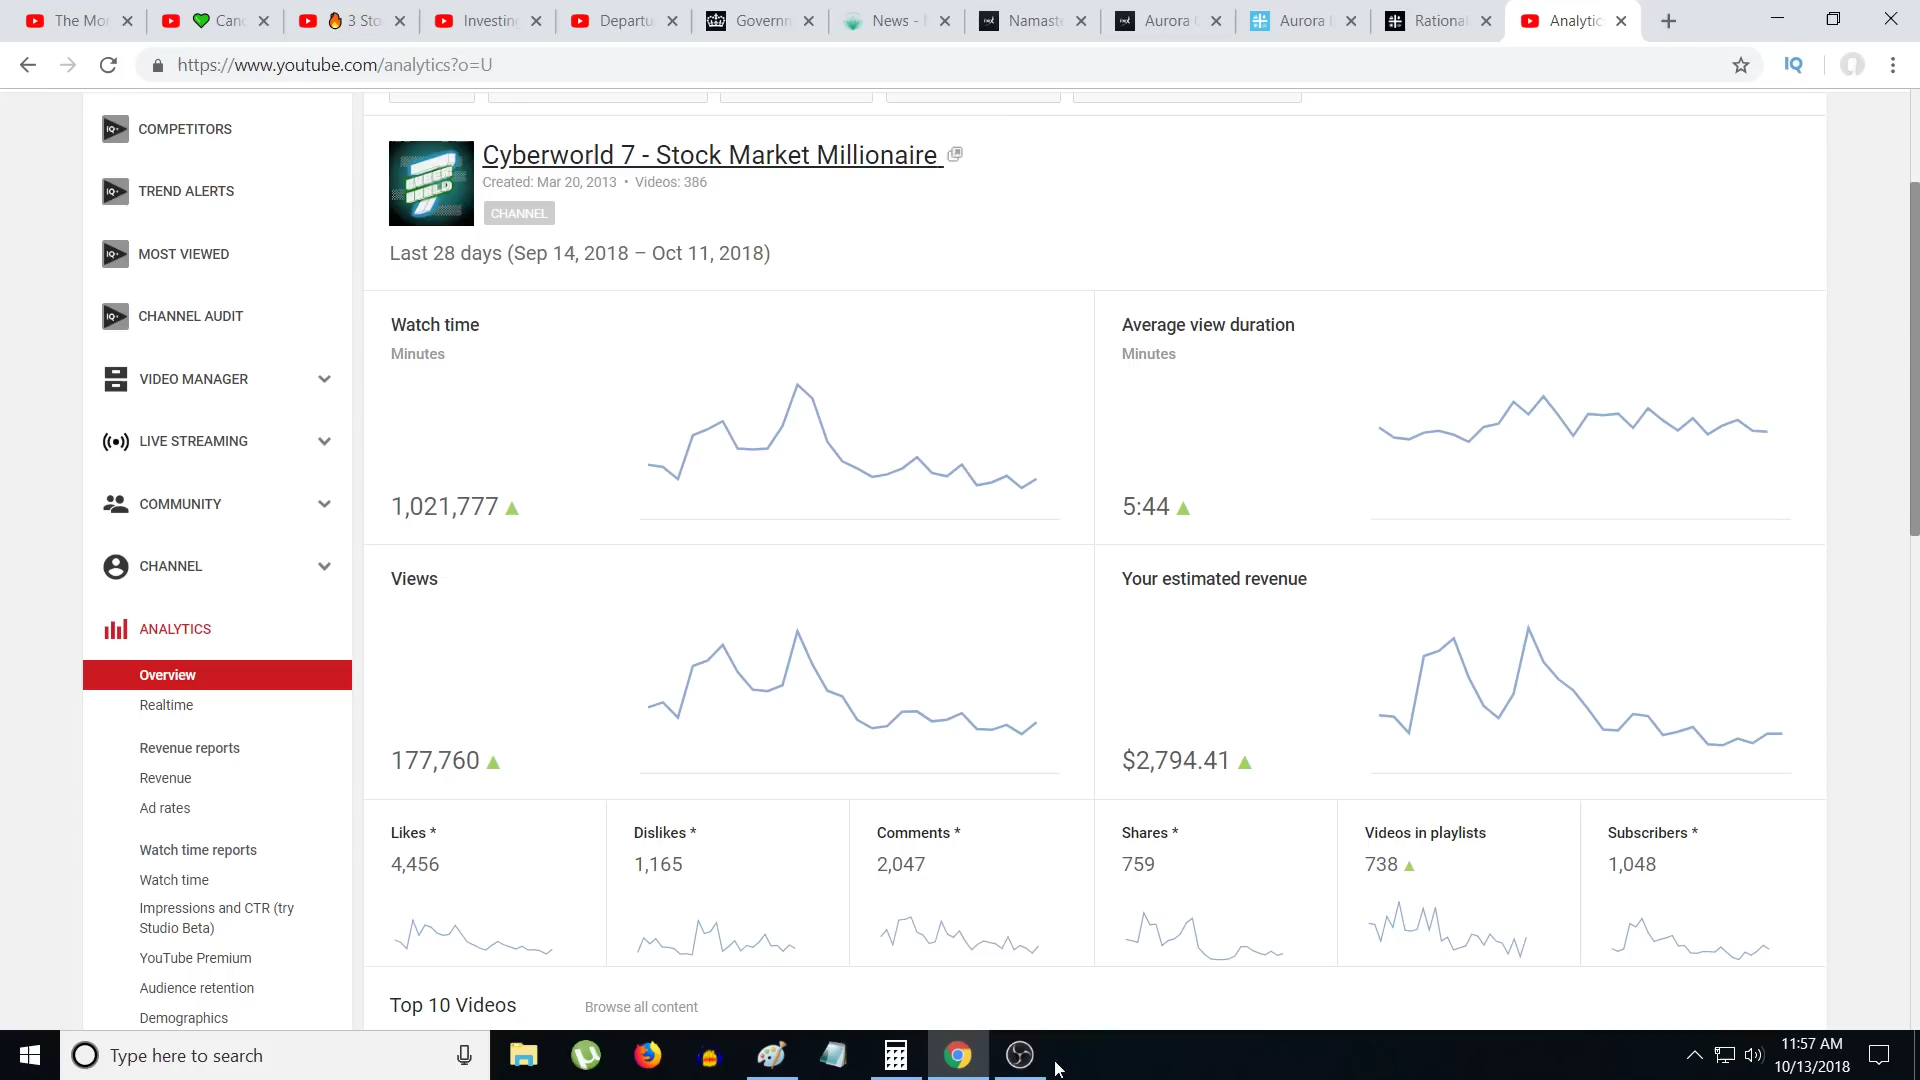 The Mor
💚 Canc
🔥 3 Sto
Investing
Departu
Governm
News -
Namast
Aurora
Aurora
Rational
Analytic
https://www.youtube.com/analytics?o=U
IQ
COMPETITORS
TREND ALERTS
MOST VIEWED
CHANNEL AUDIT
VIDEO MANAGER
LIVE STREAMING
COMMUNITY
CHANNEL
ANALYTICS
Overview
Realtime
Revenue reports
Revenue
Ad rates
Watch time reports
Watch time
Impressions and CTR (try
Studio Beta)
YouTube Premium
Audience retention
Demographics
Cyberworld 7 - Stock Market Millionaire
Created: Mar 20, 2013 • Videos: 386
CHANNEL
Last 28 days (Sep 14, 2018 – Oct 11, 2018)
Watch time
Minutes
1,021,777
Average view duration
Minutes
5:44
Views
177,760
Your estimated revenue
$2,794.41
Likes *
4,456
Dislikes *
1,165
Comments *
2,047
Shares *
759
Videos in playlists
738
Subscribers *
1,048
Top 10 Videos
Browse all content
Type here to search
11:57 AM
10/13/2018